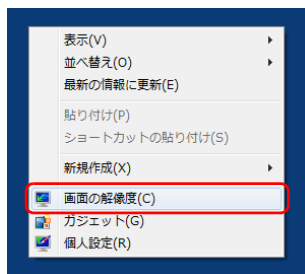 表示(V)
並べ替え(O)
最新の情報に更新(E)
貼り付け(P)
ショートカットの貼り付け(S)
新規作成(X)
画面の解像度(C)
ガジェット(G)
個人設定(R)